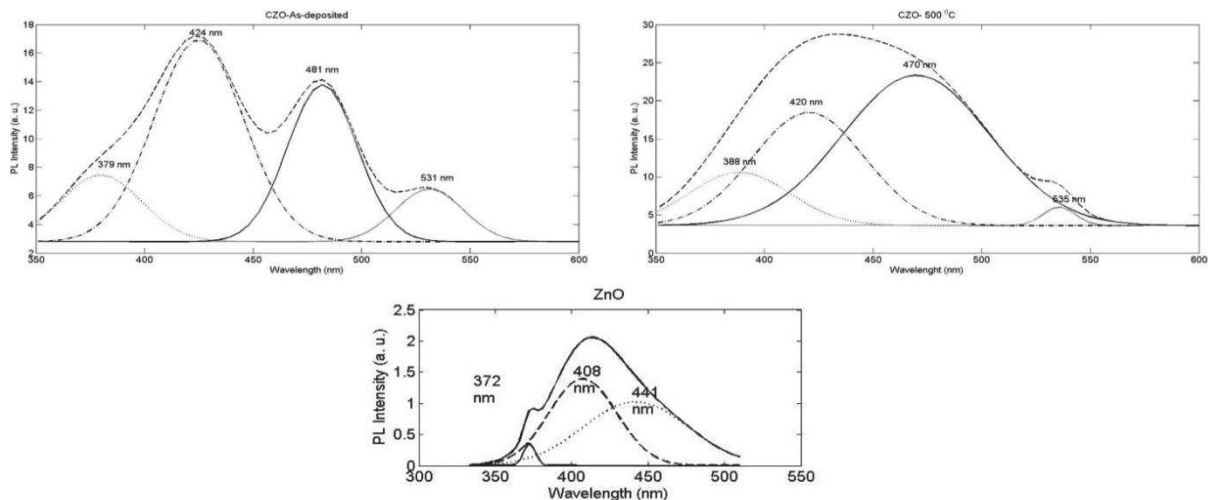 CZO-As-deposited
18
16
14
12
10
8
6
4
2
PL Intensity (a. u.)
424 nm
481 nm
379 nm
531 nm
350
400
450
500
550
600
Wavelength (nm)
CZO- 500 °C
30
25
20
15
10
5
0
PL Intensity (a. u.)
470 nm
420 nm
388 nm
535 nm
350
400
450
500
550
600
Wavelenght (nm)
ZnO
2.5
2
1.5
1
0.5
0
PL Intensity (a. u.)
372
nm
408
nm
441
nm
300
350
400
450
500
550
Wavelength (nm)